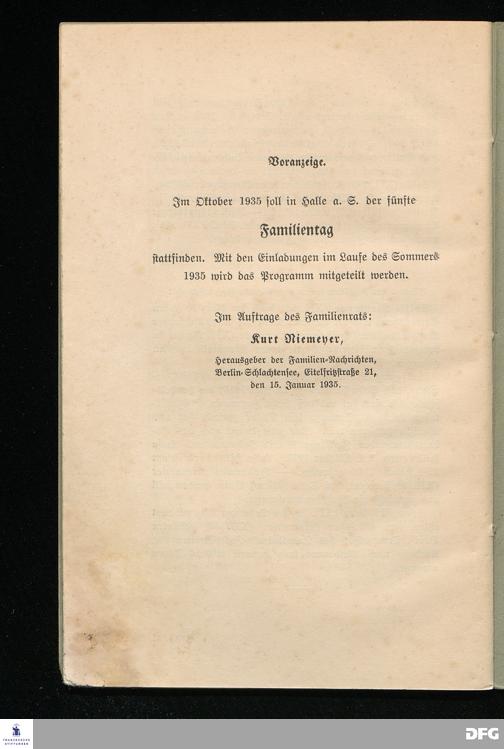 Voranzeige.
Im Oktober 1935 soll in Halle a. S. der fünfte
Familientag
stattfinden. Mit den Einladungen im Laufe des Sommers
1935 wird das Programm mitgeteilt werden.
Im Auftrage des Familienrats:
Kurt Niemeyer,
Herausgeber der Familien-Nachrichten,
Berlin-Schlachtensee, Eitelfritzstraße 21,
den 15. Januar 1935.
FRANCKESCHE
STIFTUNGEN
DFG